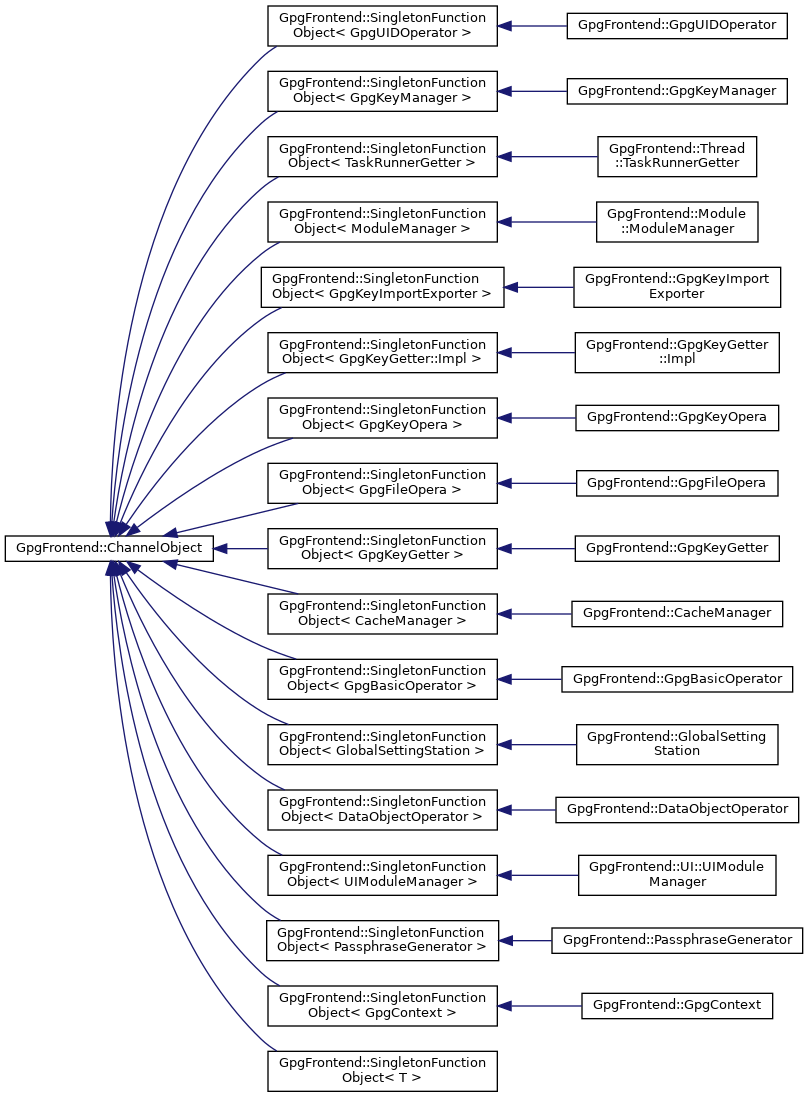 GpgFrontend::SingletonFunction
Object< GpgUIDOperator >
GpgFrontend::GpgUIDOperator
GpgFrontend::SingletonFunction
Object< GpgKeyManager >
GpgFrontend::GpgKeyManager
GpgFrontend::SingletonFunction
Object< TaskRunnerGetter >
GpgFrontend::Thread
::TaskRunnerGetter
GpgFrontend::SingletonFunction
Object< ModuleManager >
GpgFrontend::Module
::ModuleManager
GpgFrontend::SingletonFunction
Object< GpgKeyImportExporter >
GpgFrontend::GpgKeyImport
Exporter
GpgFrontend::SingletonFunction
Object< GpgKeyGetter::Impl >
GpgFrontend::GpgKeyGetter
::Impl
GpgFrontend::SingletonFunction
Object< GpgKeyOpera >
GpgFrontend::GpgKeyOpera
GpgFrontend::SingletonFunction
Object< GpgFileOpera >
GpgFrontend::GpgFileOpera
GpgFrontend::ChannelObject
GpgFrontend::SingletonFunction
Object< GpgKeyGetter >
GpgFrontend::GpgKeyGetter
GpgFrontend::SingletonFunction
Object< CacheManager >
GpgFrontend::CacheManager
GpgFrontend::SingletonFunction
Object< GpgBasicOperator >
GpgFrontend::GpgBasicOperator
GpgFrontend::SingletonFunction
Object< GlobalSettingStation >
GpgFrontend::GlobalSetting
Station
GpgFrontend::SingletonFunction
Object< DataObjectOperator >
GpgFrontend::DataObjectOperator
GpgFrontend::SingletonFunction
Object< UIModuleManager >
GpgFrontend::UI::UIModule
Manager
GpgFrontend::SingletonFunction
Object< PassphraseGenerator >
GpgFrontend::PassphraseGenerator
GpgFrontend::SingletonFunction
Object< GpgContext >
GpgFrontend::GpgContext
GpgFrontend::SingletonFunction
Object< T >